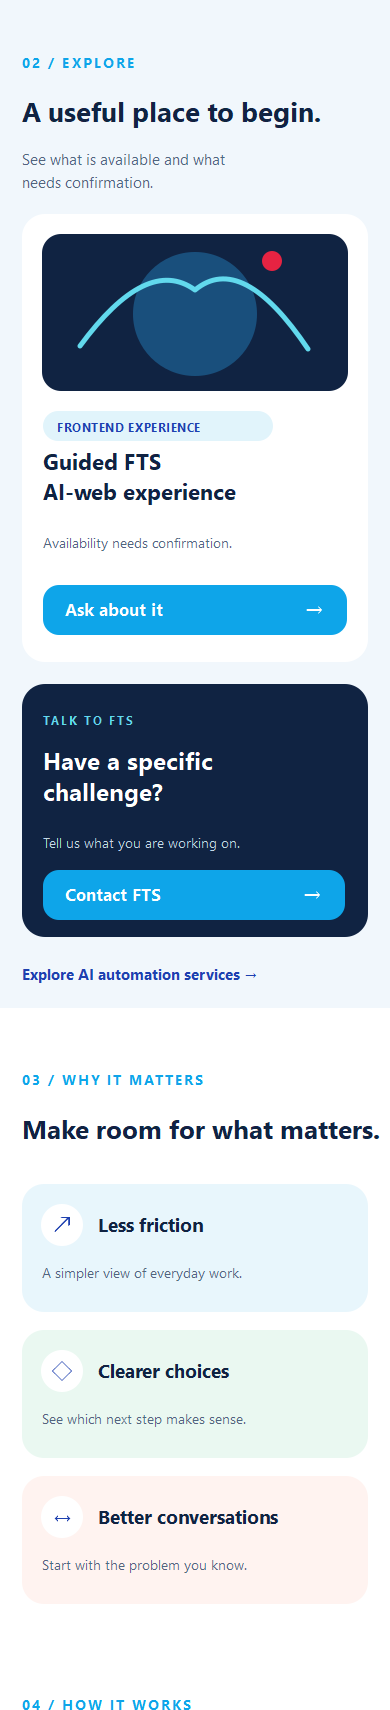 02 / EXPLORE
A useful place to begin.
See what is available and what
needs confirmation.
FRONTEND EXPERIENCE
Guided FTS
AI-web experience
Availability needs confirmation.
Ask about it →
TALK TO FTS
Have a specific
challenge?
Tell us what you are working on.
Contact FTS →
Explore AI automation services →
03 / WHY IT MATTERS
Make room for what matters.
Less friction
A simpler view of everyday work.
Clearer choices
See which next step makes sense.
Better conversations
Start with the problem you know.
04 / HOW IT WORKS